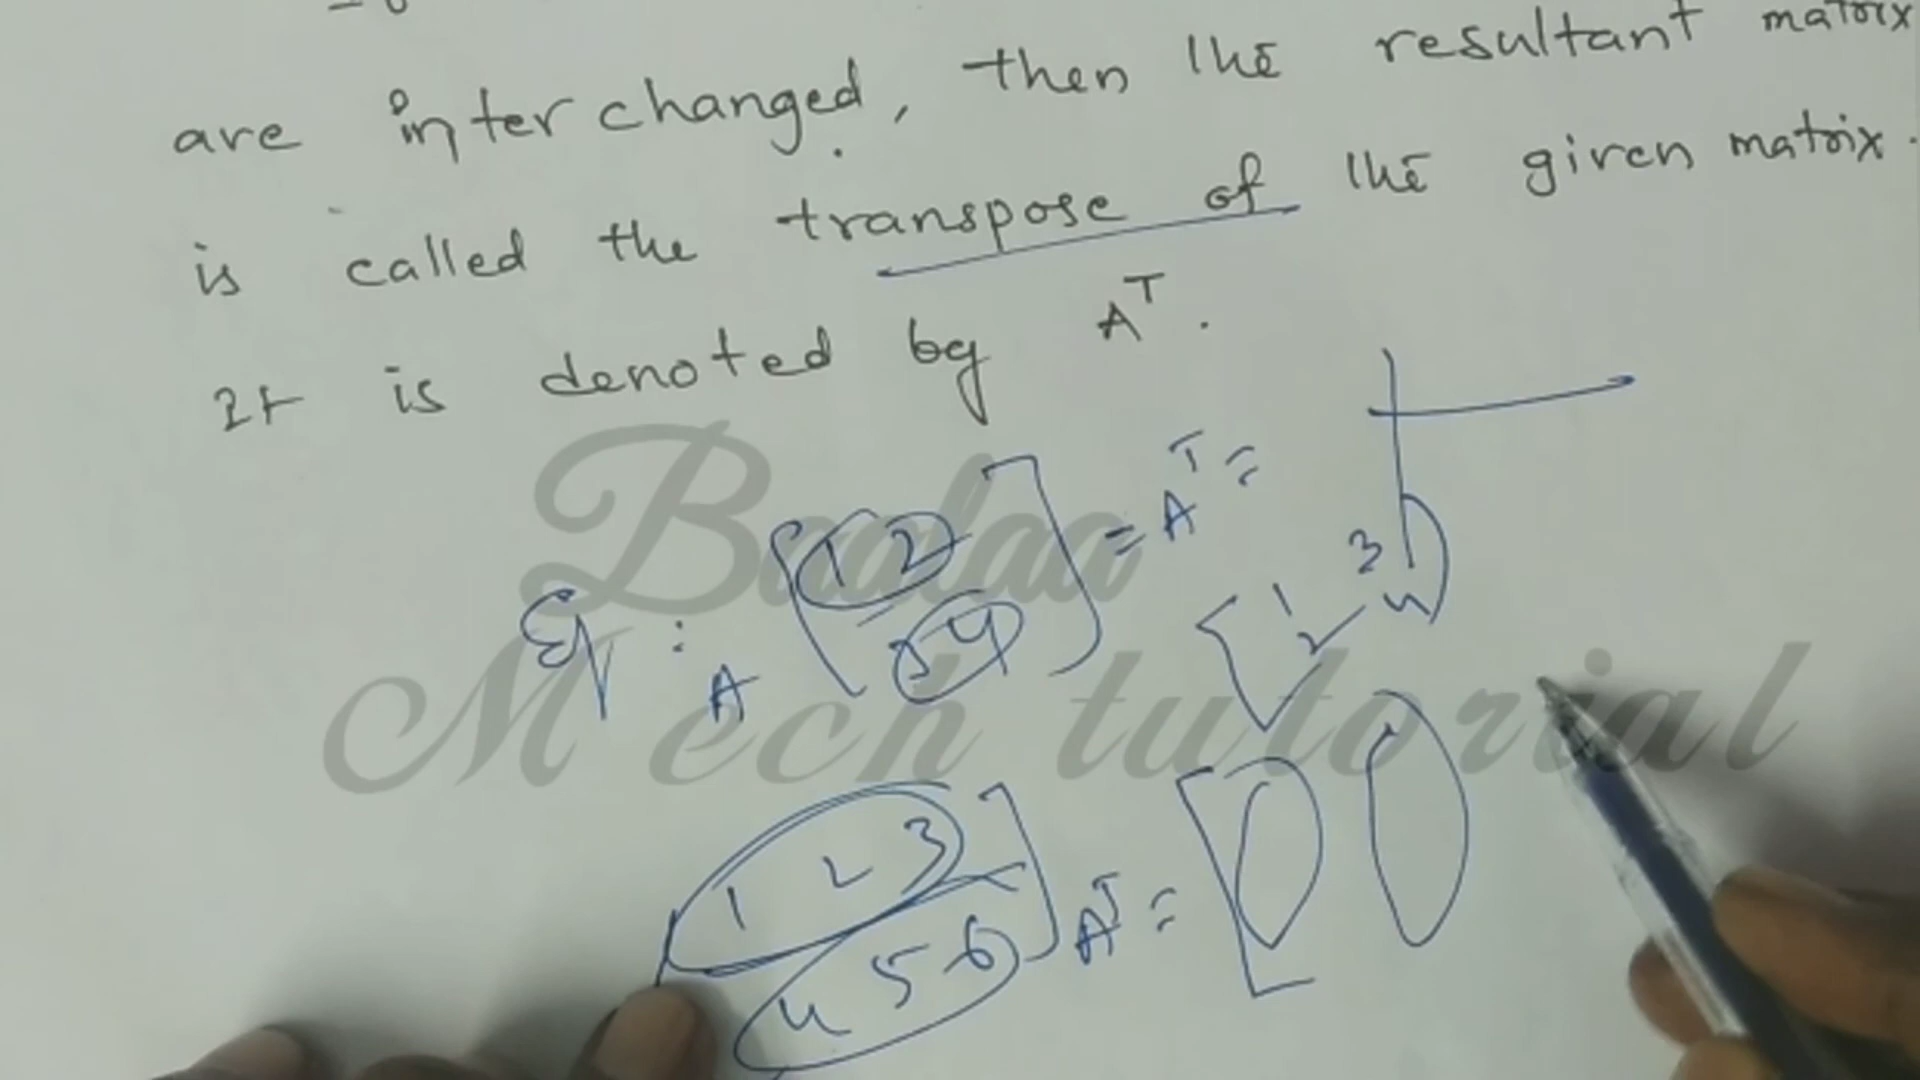 are interchanged, then the resultant matrix
is called the transpose of the given matrix.
It is denoted by A^T.
Eg : A [1 2 = A^T = [1 3
3 4] 2 4
1 2 3 A^T = [
4 5 6]
Baalaa
Mech tutorial